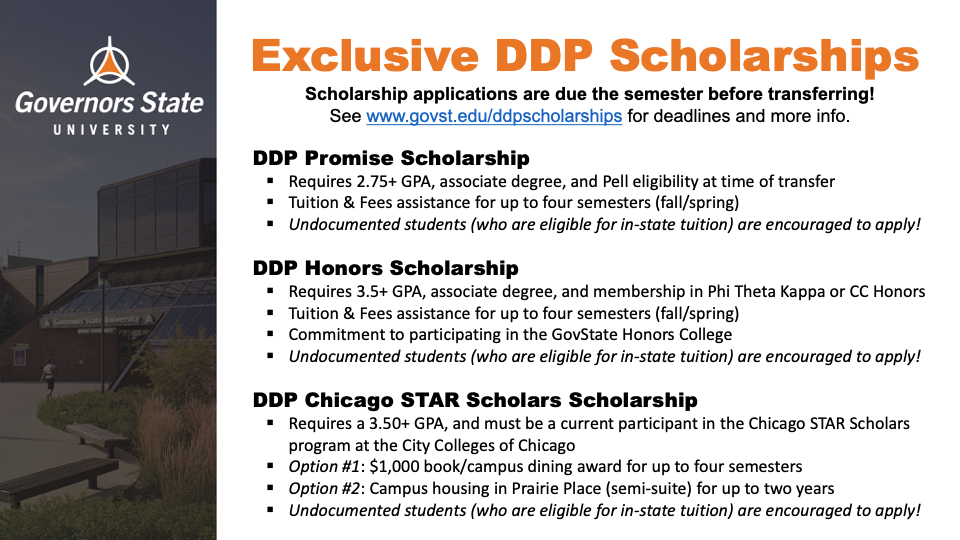 Governors State
UNIVERSITY
Governors State University
Exclusive DDP Scholarships
Scholarship applications are due the semester before transferring!
See www.govst.edu/ddpscholarships for deadlines and more info.
DDP Promise Scholarship
▪ Requires 2.75+ GPA, associate degree, and Pell eligibility at time of transfer
▪ Tuition & Fees assistance for up to four semesters (fall/spring)
▪ Undocumented students (who are eligible for in-state tuition) are encouraged to apply!
DDP Honors Scholarship
▪ Requires 3.5+ GPA, associate degree, and membership in Phi Theta Kappa or CC Honors
▪ Tuition & Fees assistance for up to four semesters (fall/spring)
▪ Commitment to participating in the GovState Honors College
▪ Undocumented students (who are eligible for in-state tuition) are encouraged to apply!
DDP Chicago STAR Scholars Scholarship
▪ Requires a 3.50+ GPA, and must be a current participant in the Chicago STAR Scholars
program at the City Colleges of Chicago
▪ Option #1: $1,000 book/campus dining award for up to four semesters
▪ Option #2: Campus housing in Prairie Place (semi-suite) for up to two years
▪ Undocumented students (who are eligible for in-state tuition) are encouraged to apply!